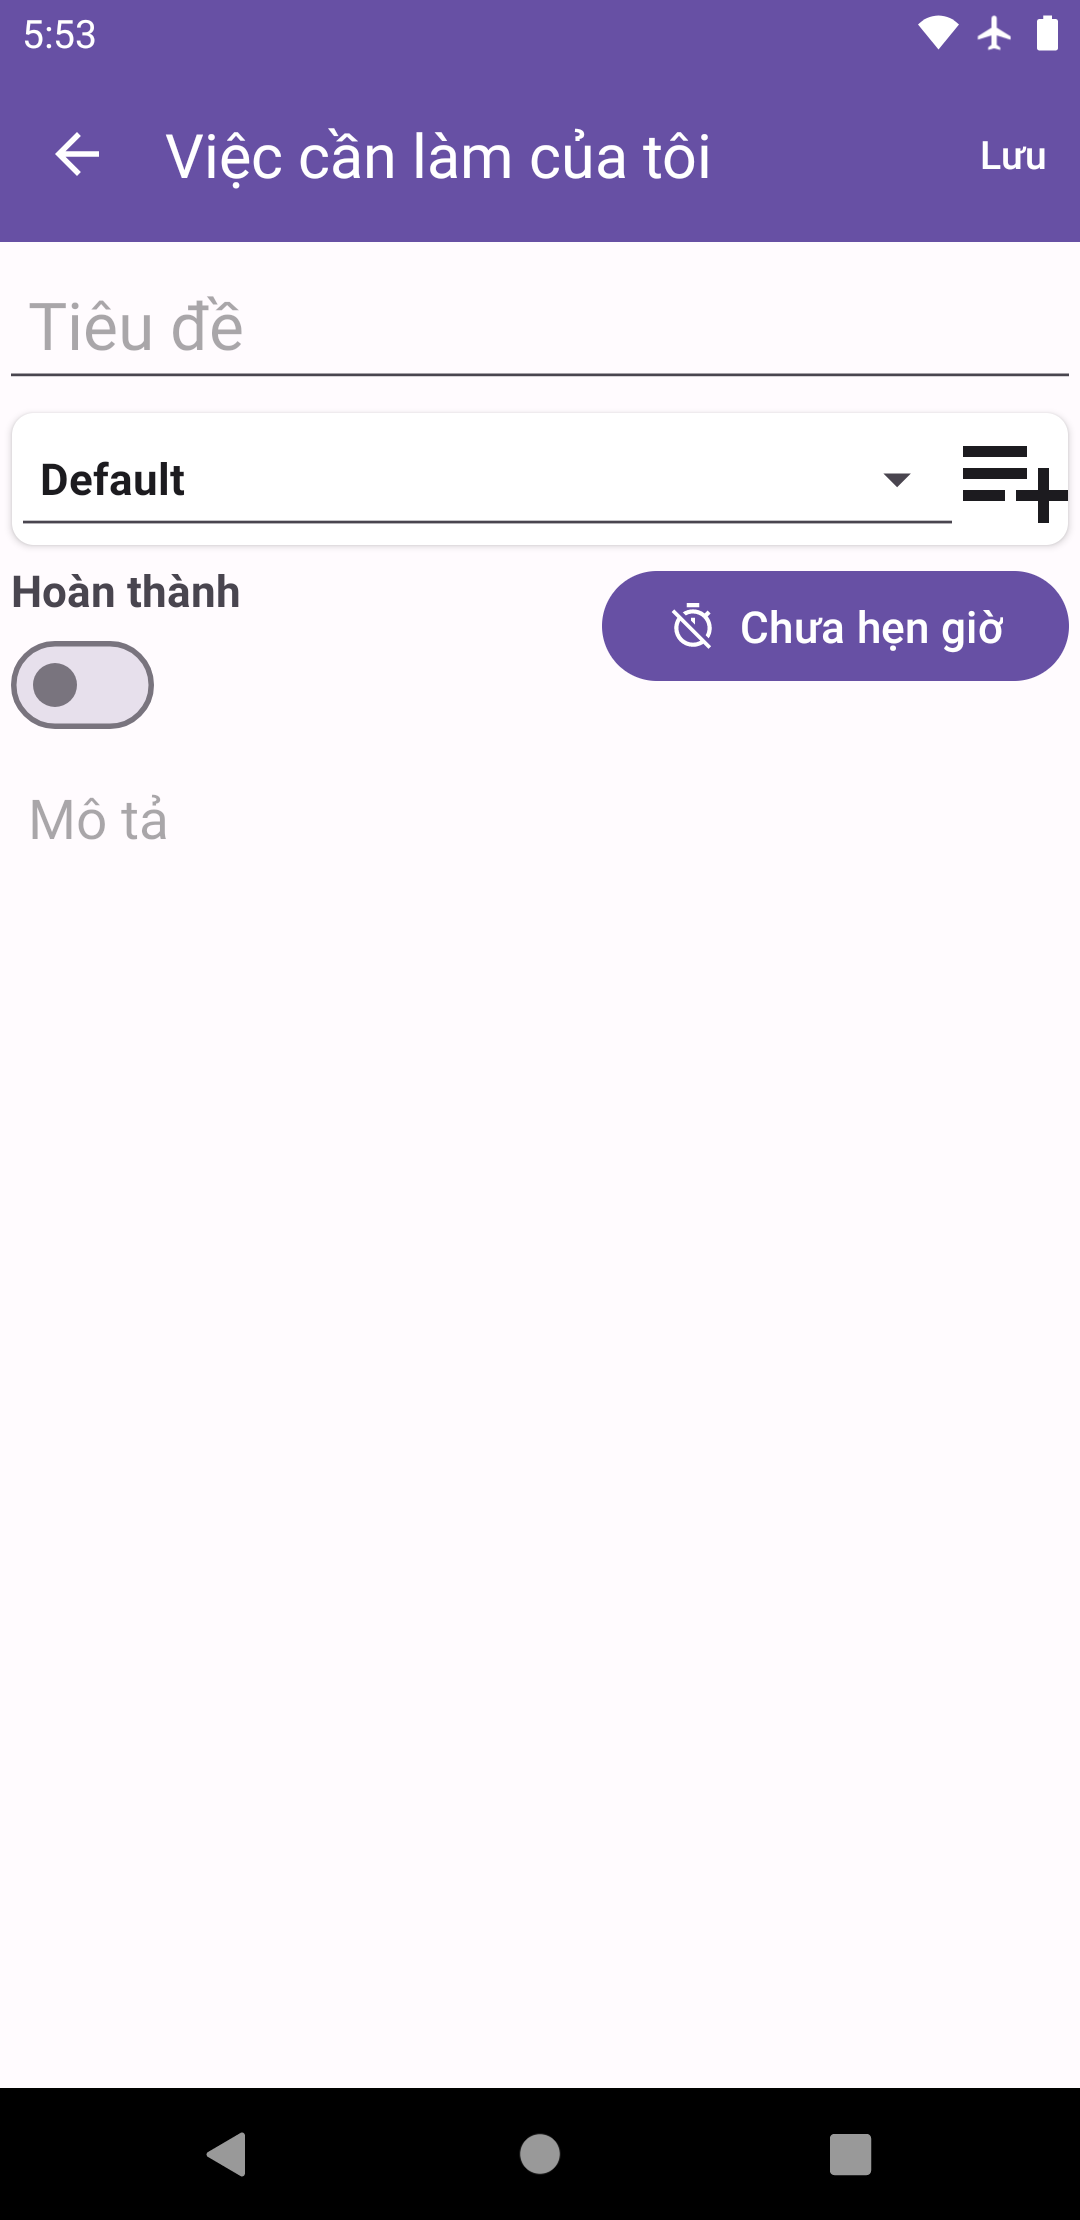 5:53
Việc cần làm của tôi
Lưu
Tiêu đề
Default
Hoàn thành
Chưa hẹn giờ
Mô tả